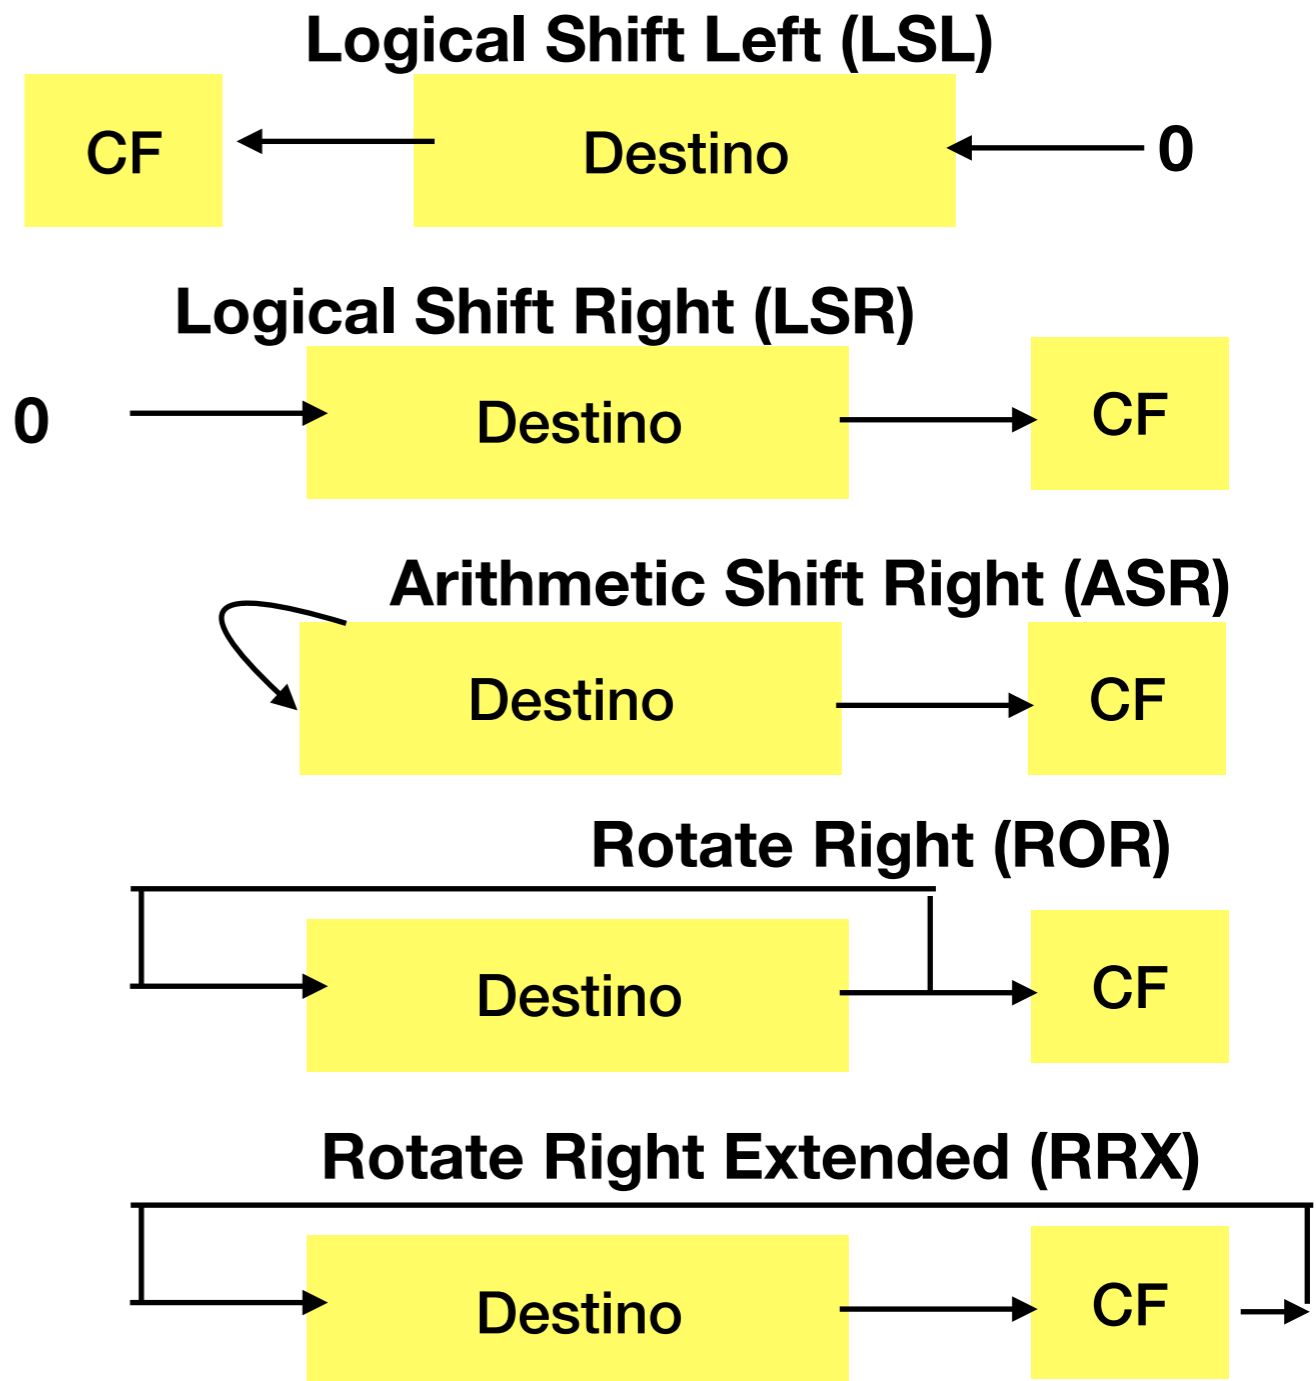 Logical Shift Left (LSL)
CF Destino 0
Logical Shift Right (LSR)
0 Destino CF
Arithmetic Shift Right (ASR)
Destino CF
Rotate Right (ROR)
Destino CF
Rotate Right Extended (RRX)
Destino CF